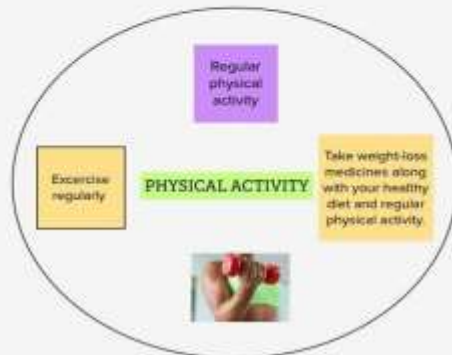 Regular
physical
activity
Excercise
regularly
PHYSICAL ACTIVITY
Take weight-loss
medicines along
with your healthy
diet and regular
physical activity.